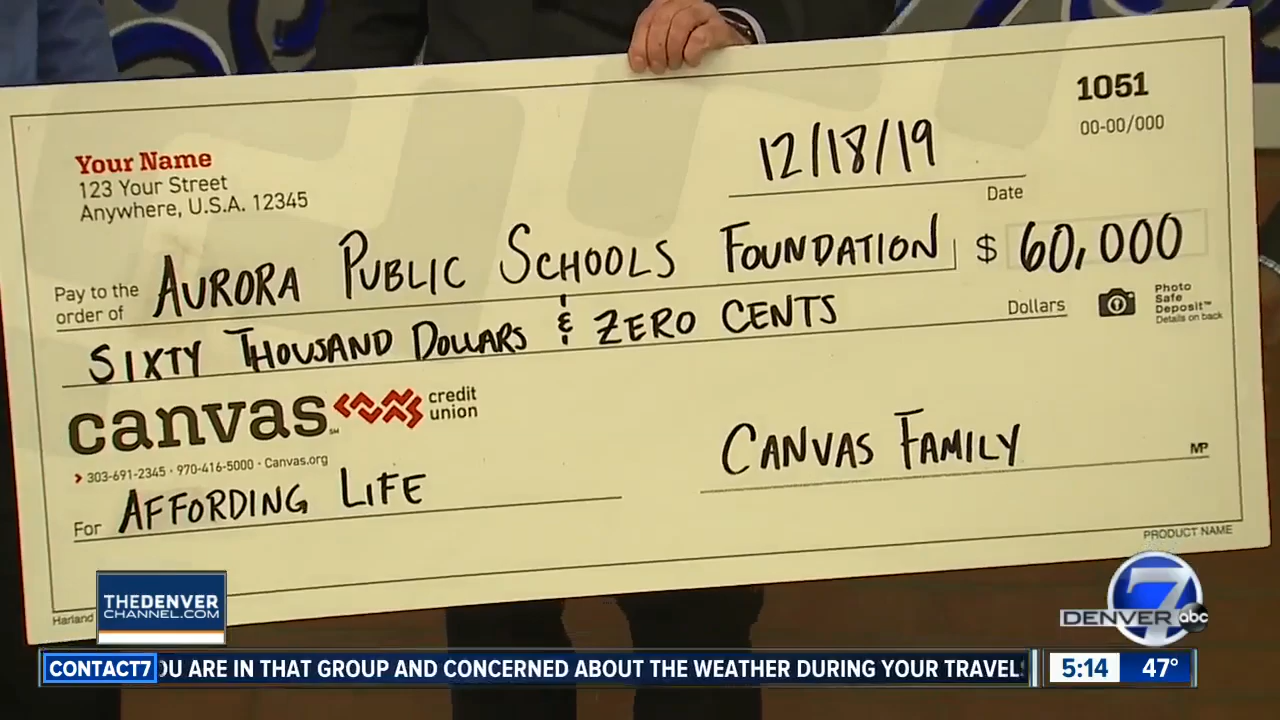 1051
00-00/000
12/18/19
Date
Your Name
123 Your Street
Anywhere, U.S.A. 12345
Pay to the
order of
AURORA PUBLIC SCHOOLS FOUNDATION
$ 60,000
SIXTY THOUSAND DOLLARS & ZERO CENTS
Dollars
Photo
Safe
Deposit™
Details on back
canvas SM
credit
union
303-691-2345 · 970-416-5000 · Canvas.org
For AFFORDING LIFE
CANVAS FAMILY
MP
PRODUCT NAME
Harland
THEDENVER
CHANNEL.COM
DENVER 7 abc
CONTACT7 OU ARE IN THAT GROUP AND CONCERNED ABOUT THE WEATHER DURING YOUR TRAVELS
5:14 47°